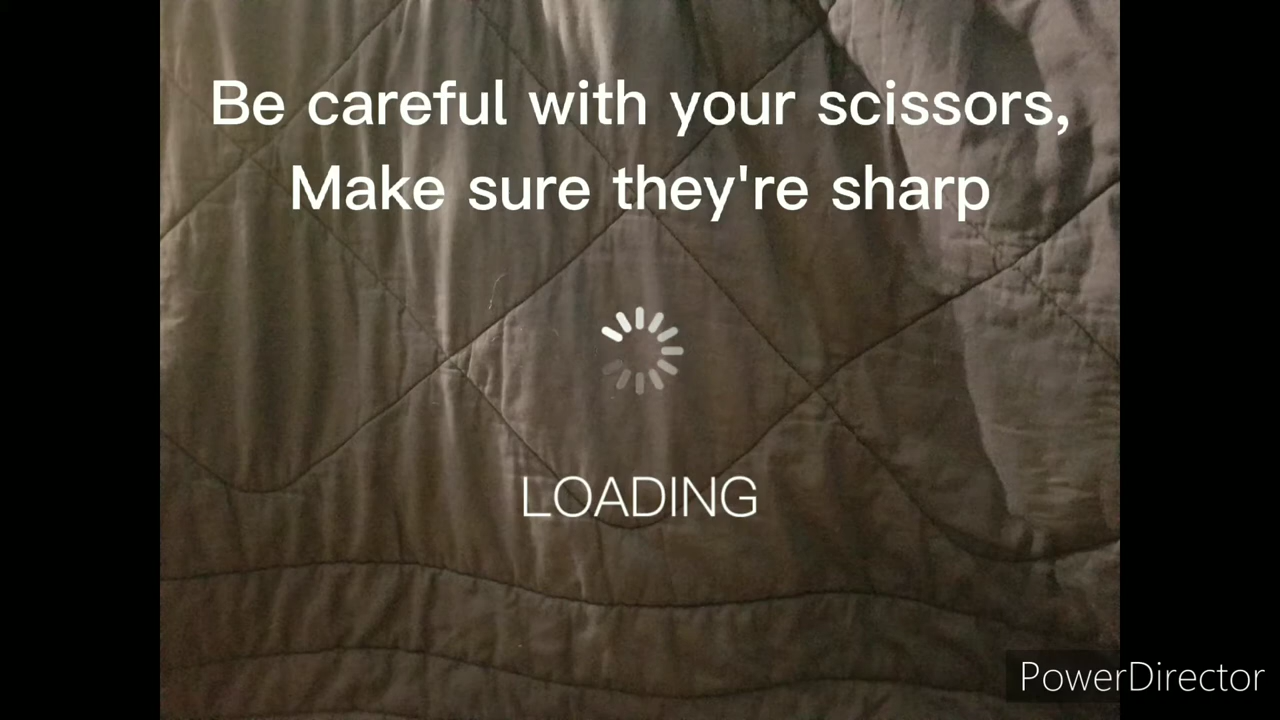 Be careful with your scissors,
Make sure they're sharp
LOADING
PowerDirector